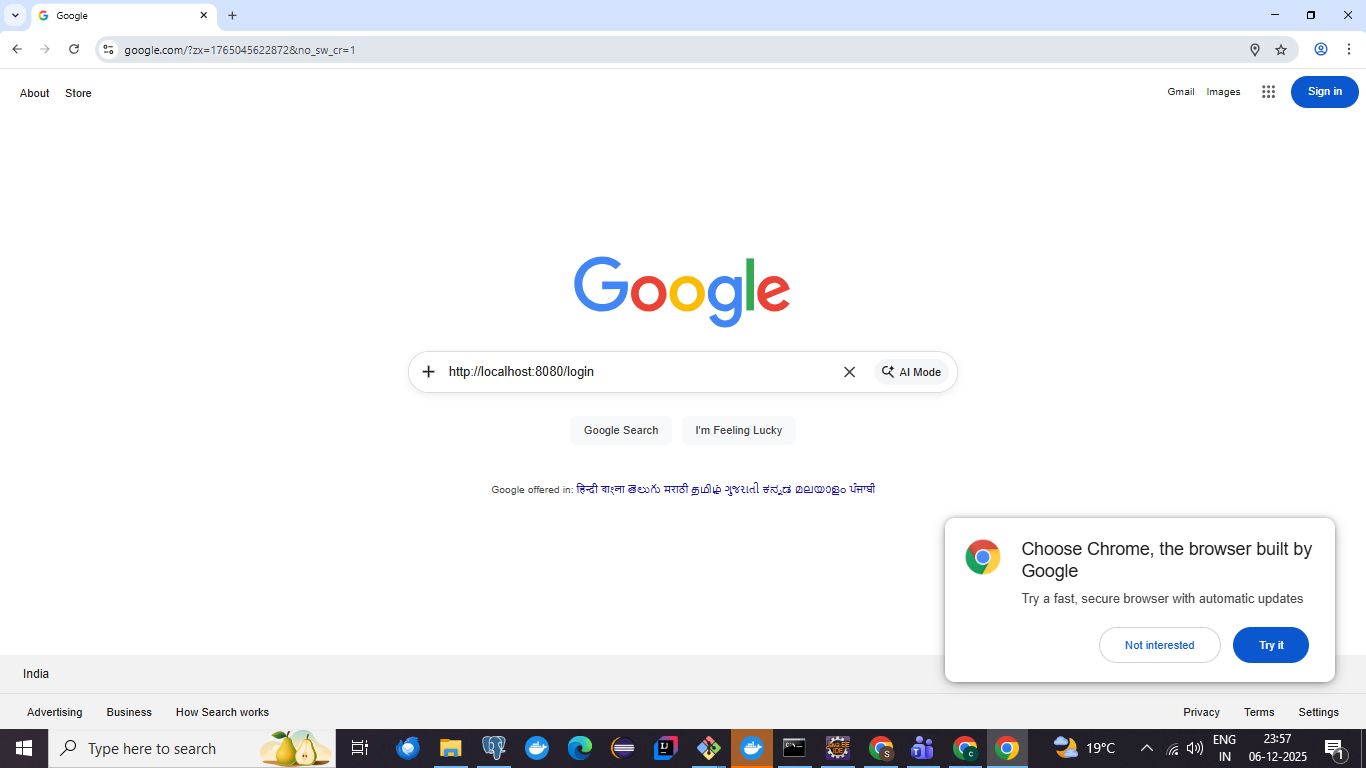 Google
google.com/?zx=1765045622872&no_sw_cr=1
About Store
Gmail Images Sign in
Google
http://localhost:8080/login
AI Mode
Google Search I'm Feeling Lucky
Google offered in: हिन्दी বাংলা తెలుగు मराठी தமிழ் ગુજરાતી ಕನ್ನಡ മലയാളം ਪੰਜਾਬੀ
Choose Chrome, the browser built by
Google
Try a fast, secure browser with automatic updates
Not interested Try it
India
Advertising Business How Search works
Privacy Terms Settings
Type here to search
19°C
ENG
IN
23:57
06-12-2025
1